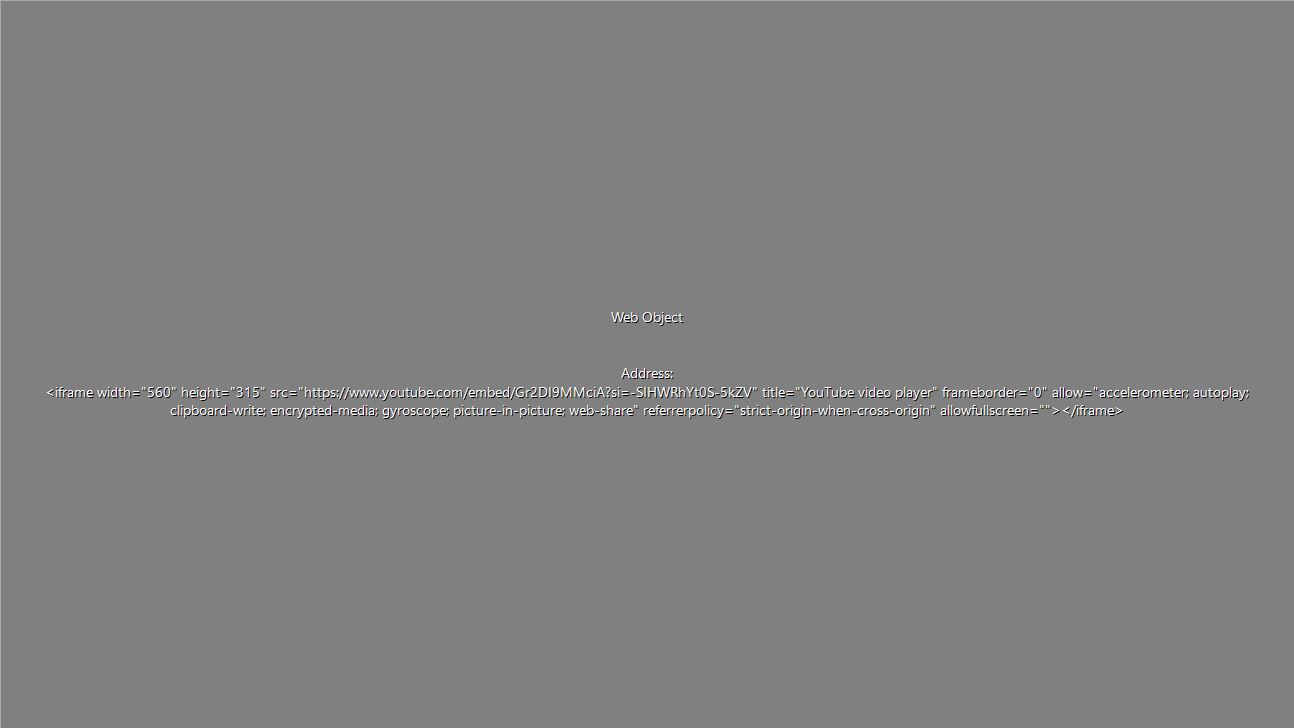 Web Object
Address:
<iframe width="560" height="315" src="https://www.youtube.com/embed/Gr2DI9MMciA?si=-SIHWRhYt0S-5kZV" title="YouTube video player" frameborder="0" allow="accelerometer; autoplay;
clipboard-write; encrypted-media; gyroscope; picture-in-picture; web-share" referrerpolicy="strict-origin-when-cross-origin" allowfullscreen=""></iframe>